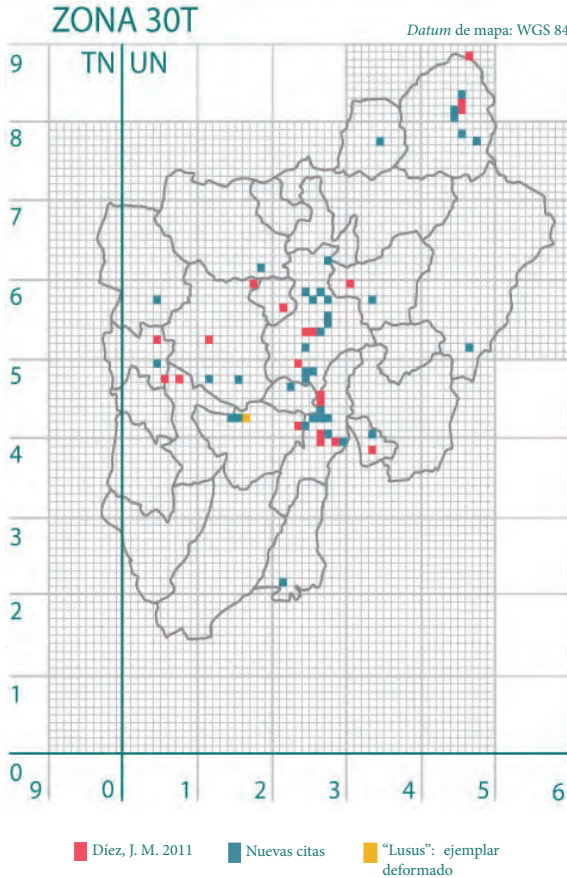 ZONA 30T
Datum de mapa: WGS 84
9
TN UN
8
7
6
5
4
3
2
1
0
9 0 1 2 3 4 5 6
Díez, J. M. 2011
Nuevas citas
“Lusus”: ejemplar
deformado